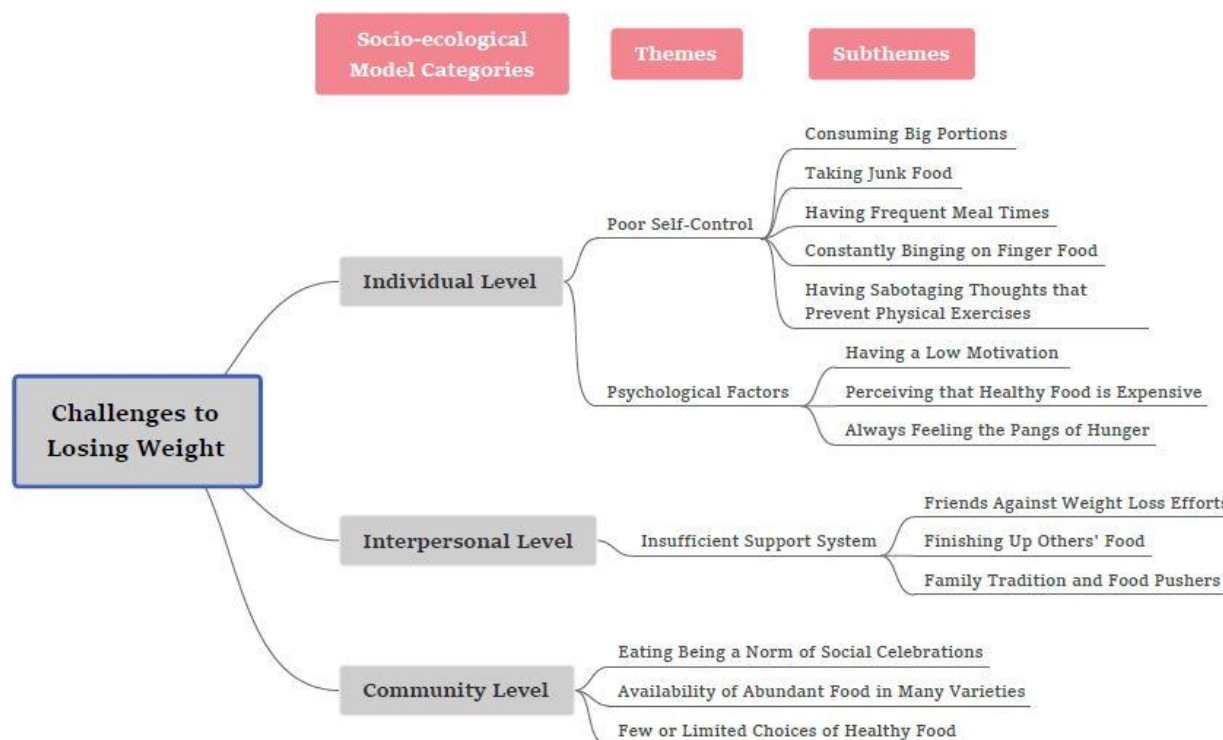 Socio-ecological
Model Categories
Themes
Subthemes
Consuming Big Portions
Taking Junk Food
Having Frequent Meal Times
Poor Self-Control
Constantly Binging on Finger Food
Individual Level
Having Sabotaging Thoughts that
Prevent Physical Exercises
Having a Low Motivation
Psychological Factors
Perceiving that Healthy Food is Expensive
Always Feeling the Pangs of Hunger
Challenges to
Losing Weight
Friends Against Weight Loss Efforts
Interpersonal Level
Insufficient Support System
Finishing Up Others' Food
Family Tradition and Food Pushers
Eating Being a Norm of Social Celebrations
Community Level
Availability of Abundant Food in Many Varieties
Few or Limited Choices of Healthy Food